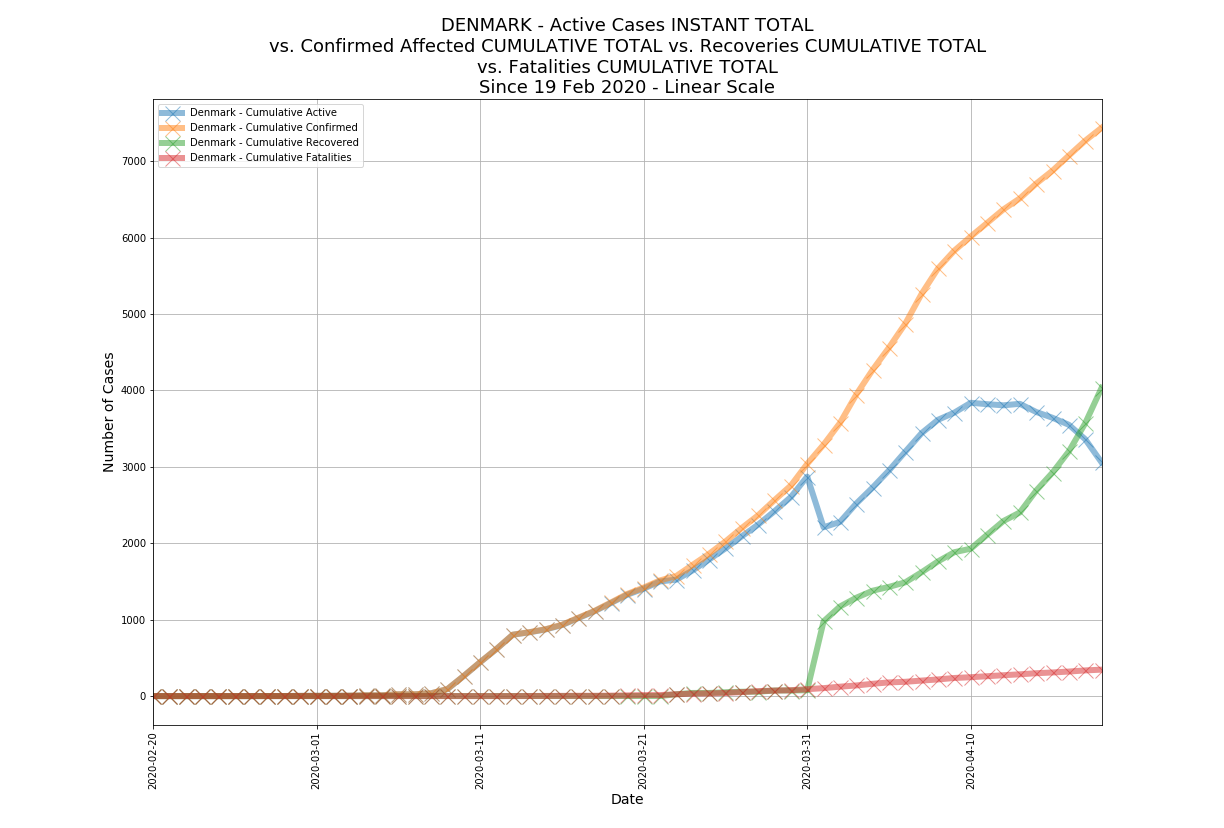 DENMARK - Active Cases INSTANT TOTAL
vs. Confirmed Affected CUMULATIVE TOTAL vs. Recoveries CUMULATIVE TOTAL
vs. Fatalities CUMULATIVE TOTAL
Since 19 Feb 2020 - Linear Scale
Denmark - Cumulative Active
Denmark - Cumulative Confirmed
Denmark - Cumulative Recovered
Denmark - Cumulative Fatalities
Number of Cases
7000
6000
5000
4000
3000
2000
1000
0
2020-02-20
2020-03-01
2020-03-11
2020-03-21
2020-03-31
2020-04-10
Date